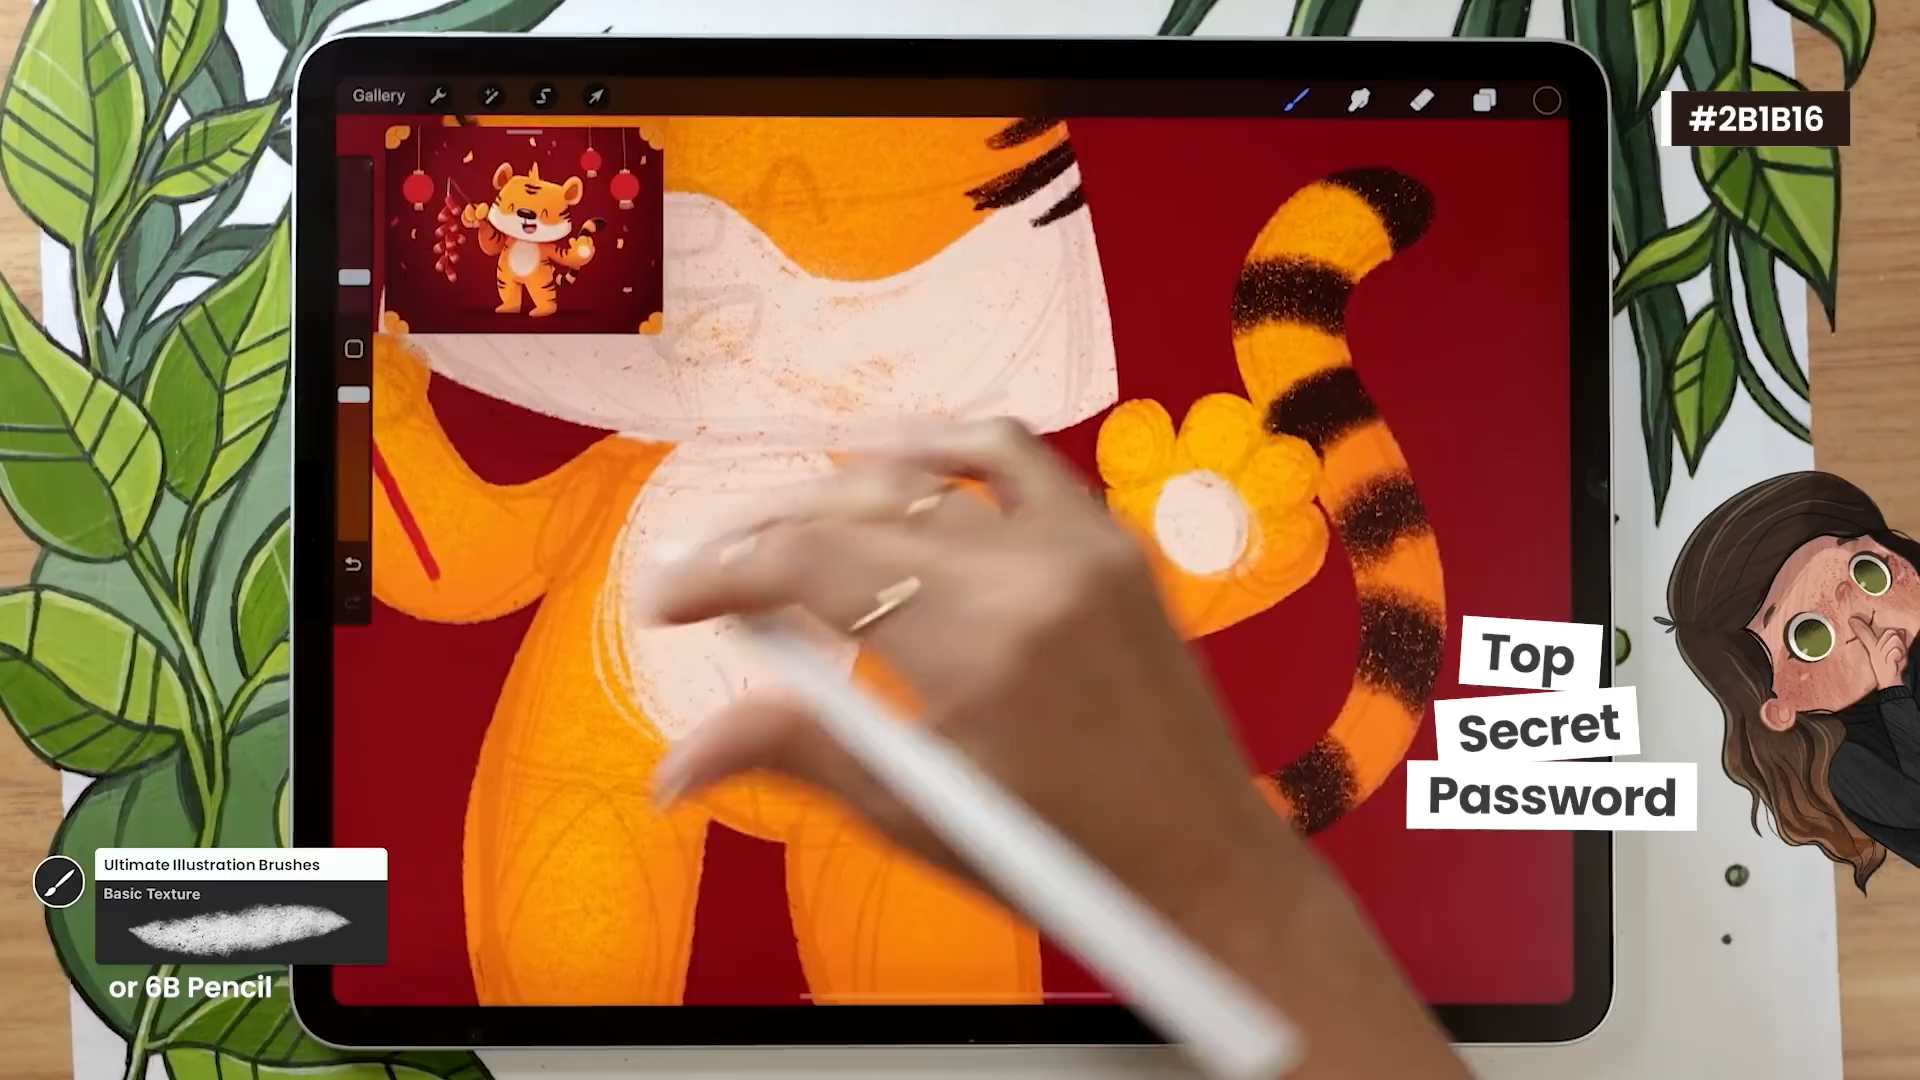 Gallery
#2B1B16
Top
Secret
Password
Ultimate Illustration Brushes
Basic Texture
or 6B Pencil